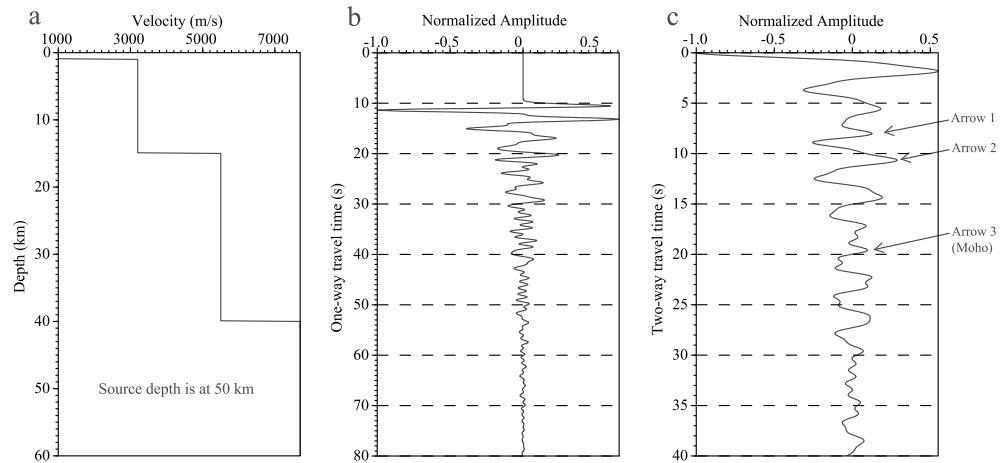 a
Velocity (m/s)
1000 3000 5000 7000
0
10
20
30
40
50
60
Depth (km)
Source depth is at 50 km
b
Normalized Amplitude
-1.0 -0.5 0 0.5
0
10
20
30
40
50
60
70
80
One-way travel time (s)
c
Normalized Amplitude
-1.0 -0.5 0 0.5
0
5
10
15
20
25
30
35
40
Two-way travel time (s)
Arrow 1
Arrow 2
Arrow 3
(Moho)